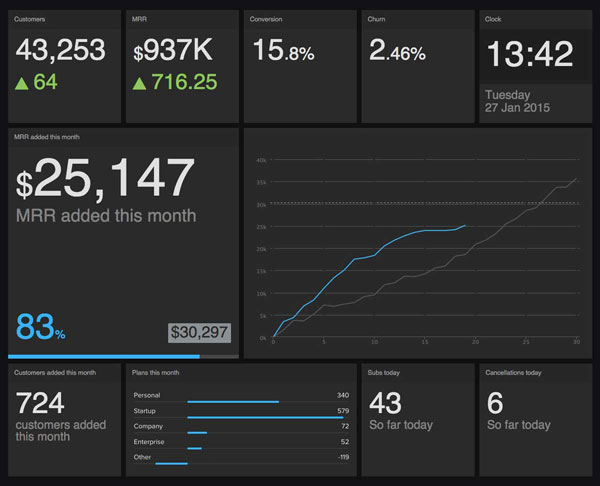 Customers
43,253
▲ 64
MRR
$937K
▲ 716.25
Conversion
15.8%
Churn
2.46%
Clock
13:42
Tuesday
27 Jan 2015
MRR added this month
$25,147
MRR added this month
83%
$30,297
40k
35k
30k
25k
20k
15k
10k
5k
0k
0 5 10 15 20 25 30
Customers added this month
724
customers added
this month
Plans this month
Personal 340
Startup 579
Company 72
Enterprise 52
Other -119
Subs today
43
So far today
Cancellations today
6
So far today